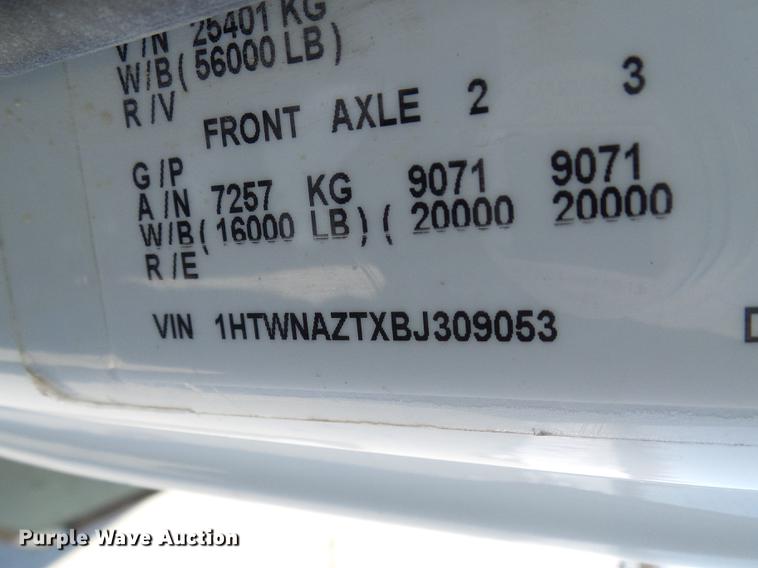 V/N 25401 KG
W/B (56000 LB)
R/V
FRONT AXLE 2 3
G/P
A/N 7257 KG 9071 9071
W/B (16000 LB) (20000 20000
R/E
VIN 1HTWNAZTXBJ309053
D
Purple Wave Auction